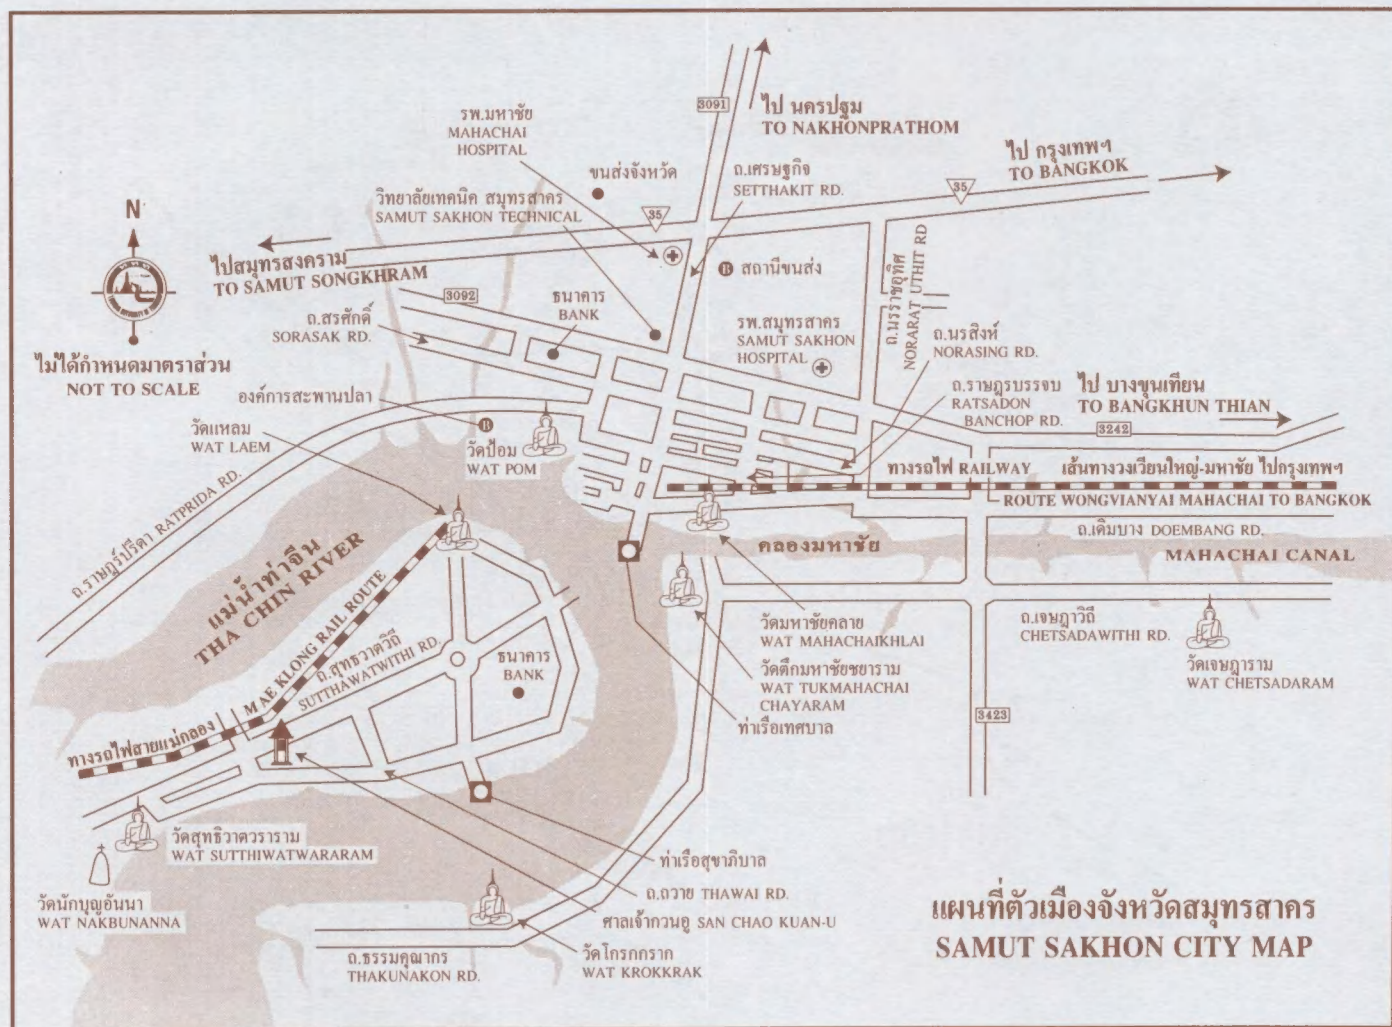 3091
ไป นครปฐม
TO NAKHONPRATHOM
รพ.มหาชัย
MAHACHAI
HOSPITAL
ไป กรุงเทพฯ
TO BANGKOK
ขนส่งจังหวัด
ถ.เศรษฐกิจ
SETTHAKIT RD.
35
วิทยาลัยเทคนิค สมุทรสาคร
SAMUT SAKHON TECHNICAL
35
N
ไปสมุทรสงคราม
TO SAMUT SONGKHRAM
B สถานีขนส่ง
ถ.นรราชอุทิศ
NORARAT UTHIT RD
3092
ธนาคาร
BANK
ถ.สรศักดิ์
SORASAK RD.
รพ.สมุทรสาคร
SAMUT SAKHON
HOSPITAL
ถ.นรสิงห์
NORASING RD.
ไม่ได้กำหนดมาตราส่วน
NOT TO SCALE
องค์การสะพานปลา
ถ.ราษฎรบรรจบ
RATSADON
BANCHOP RD.
ไป บางขุนเทียน
TO BANGKHUN THIAN
3242
วัดแหลม
WAT LAEM
B
วัดป้อม
WAT POM
ทางรถไฟ RAILWAY
เส้นทางวงเวียนใหญ่-มหาชัย ไปกรุงเทพฯ
ROUTE WONGVIANYAI MAHACHAI TO BANGKOK
ถ.ราษฎร์ปรีดา RATPRIDA RD.
ถ.เดิมบาง DOEMBANG RD.
คลองมหาชัย
MAHACHAI CANAL
แม่น้ำท่าจีน
THA CHIN RIVER
วัดมหาชัยคลาย
WAT MAHACHAIKHLAI
ถ.เจษฎาวิถี
CHETSADAWITHI RD.
ถ.สุทธวาตวิถี
SUTTHAWATWITHI RD.
ธนาคาร
BANK
วัดตึกมหาชัยชยาราม
WAT TUKMAHACHAI
CHAYARAM
วัดเจษฎาราม
WAT CHETSADARAM
ทางรถไฟสายแม่กลอง
MAE KLONG RAIL ROUTE
ท่าเรือเทศบาล
3423
วัดสุทธิวาตวราราม
WAT SUTTHIWATWARARAM
ท่าเรือสุขาภิบาล
ถ.ถวาย THAWAI RD.
วัดนักบุญอันนา
WAT NAKBUNANNA
ศาลเจ้ากวนอู SAN CHAO KUAN-U
วัดโกรกกราก
WAT KROKKRAK
ถ.ธรรมคุณากร
THAKUNAKON RD.
แผนที่ตัวเมืองจังหวัดสมุทรสาคร
SAMUT SAKHON CITY MAP